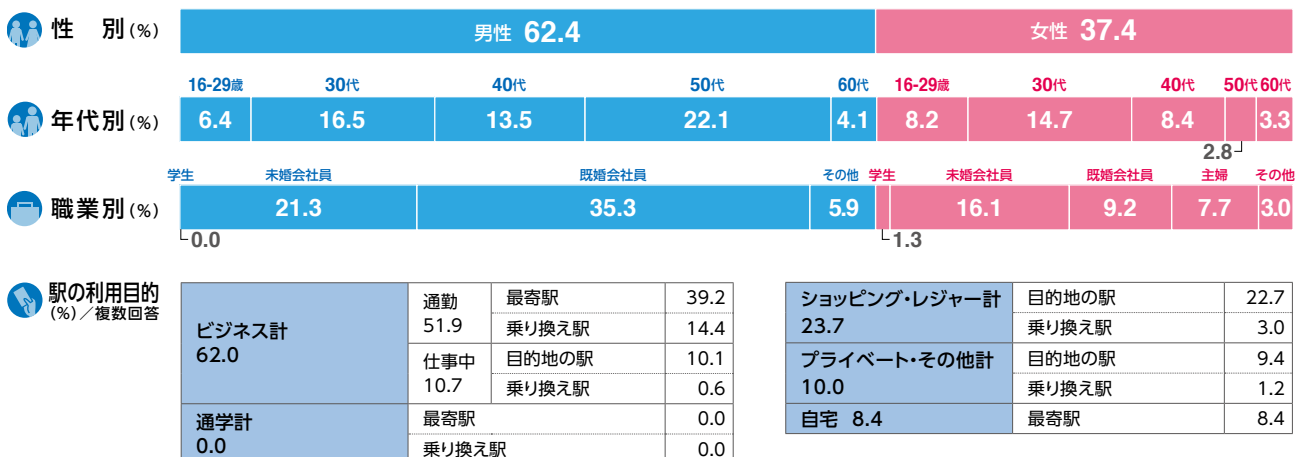 性 別(%)
男性 62.4
女性 37.4
16-29歳 30代 40代 50代 60代 16-29歳 30代 40代 50代 60代
年代別(%)
6.4 16.5 13.5 22.1 4.1 8.2 14.7 8.4 3.3
2.8
学生 未婚会社員 既婚会社員 その他 学生 未婚会社員 既婚会社員 主婦 その他
職業別(%)
21.3 35.3 5.9 16.1 9.2 7.7 3.0
0.0 1.3
駅の利用目的
(%)/複数回答
ビジネス計
62.0
通勤
51.9
最寄駅 39.2
乗り換え駅 14.4
仕事中
10.7
目的地の駅 10.1
乗り換え駅 0.6
通学計
0.0
最寄駅 0.0
乗り換え駅 0.0
ショッピング・レジャー計
23.7
目的地の駅 22.7
乗り換え駅 3.0
プライベート・その他計
10.0
目的地の駅 9.4
乗り換え駅 1.2
自宅 8.4
最寄駅 8.4